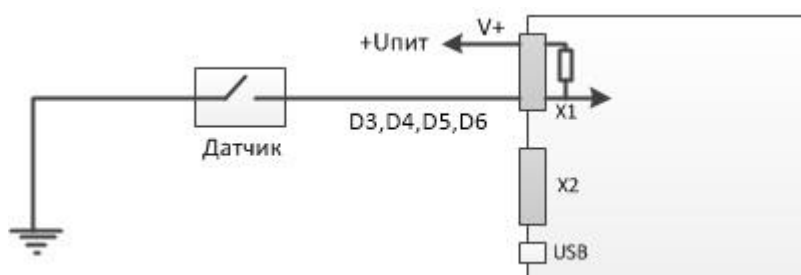 +Uпит
V+
Датчик
D3,D4,D5,D6
X1
X2
USB